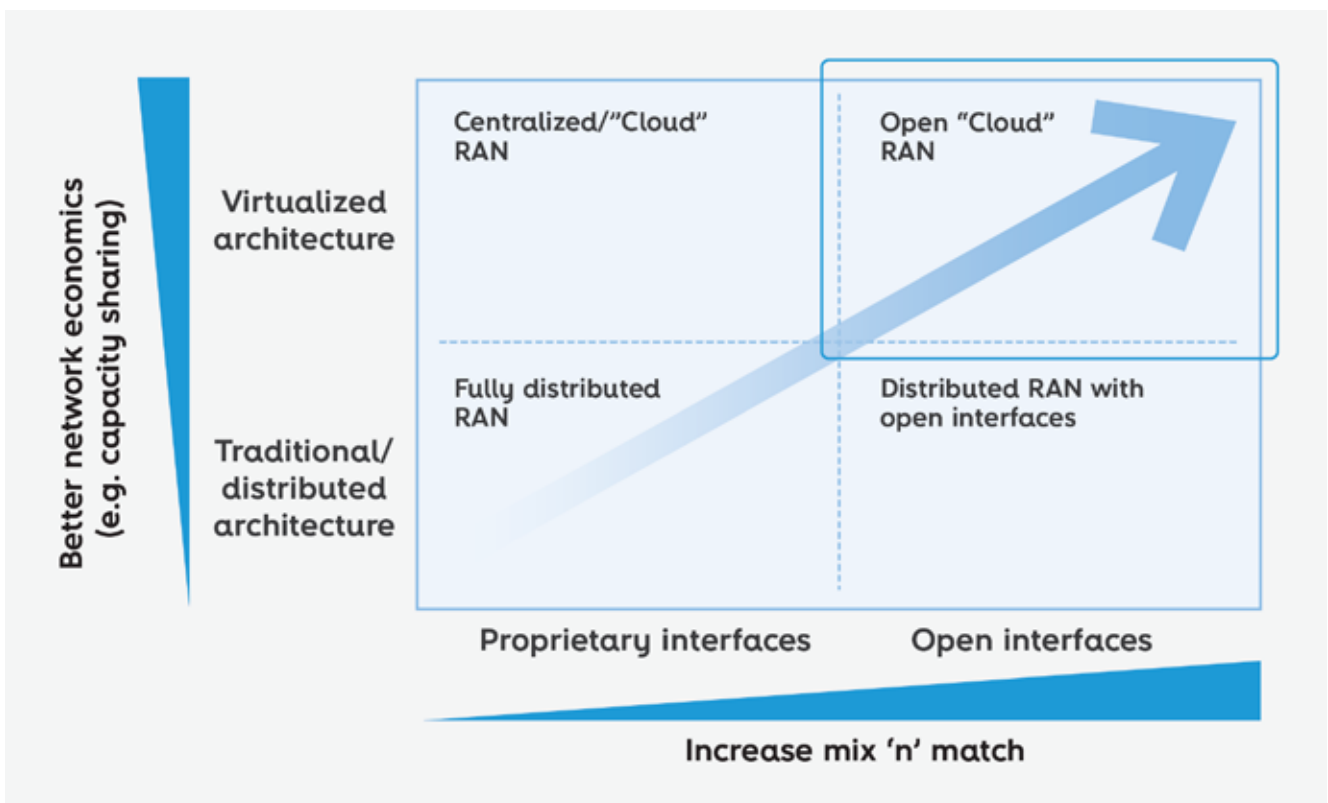 Better network economics
(e.g. capacity sharing)
Virtualized
architecture
Traditional/
distributed
architecture
Centralized/”Cloud”
RAN
Open “Cloud”
RAN
Fully distributed
RAN
Distributed RAN with
open interfaces
Proprietary interfaces
Open interfaces
Increase mix ‘n’ match